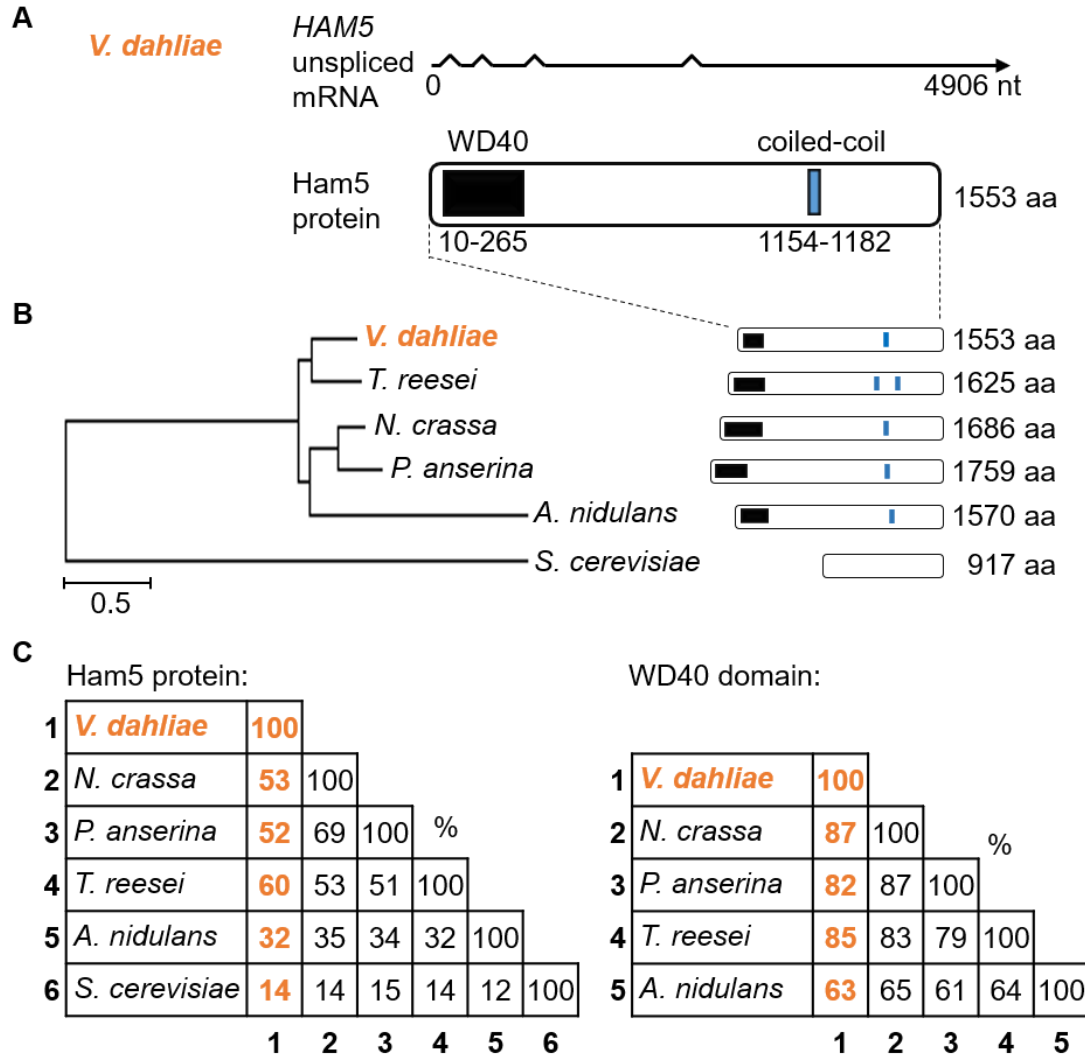 A
V. dahliae
HAM5
unspliced
mRNA
0
4906 nt
WD40
coiled-coil
Ham5
protein
1553 aa
10-265
1154-1182
B
V. dahliae
1553 aa
T. reesei
1625 aa
N. crassa
1686 aa
P. anserina
1759 aa
A. nidulans
1570 aa
S. cerevisiae
917 aa
0.5
C
Ham5 protein:
1 V. dahliae 100
2 N. crassa 53 100
3 P. anserina 52 69 100 %
4 T. reesei 60 53 51 100
5 A. nidulans 32 35 34 32 100
6 S. cerevisiae 14 14 15 14 12 100
1 2 3 4 5 6
WD40 domain:
1 V. dahliae 100
2 N. crassa 87 100 %
3 P. anserina 82 87 100
4 T. reesei 85 83 79 100
5 A. nidulans 63 65 61 64 100
1 2 3 4 5